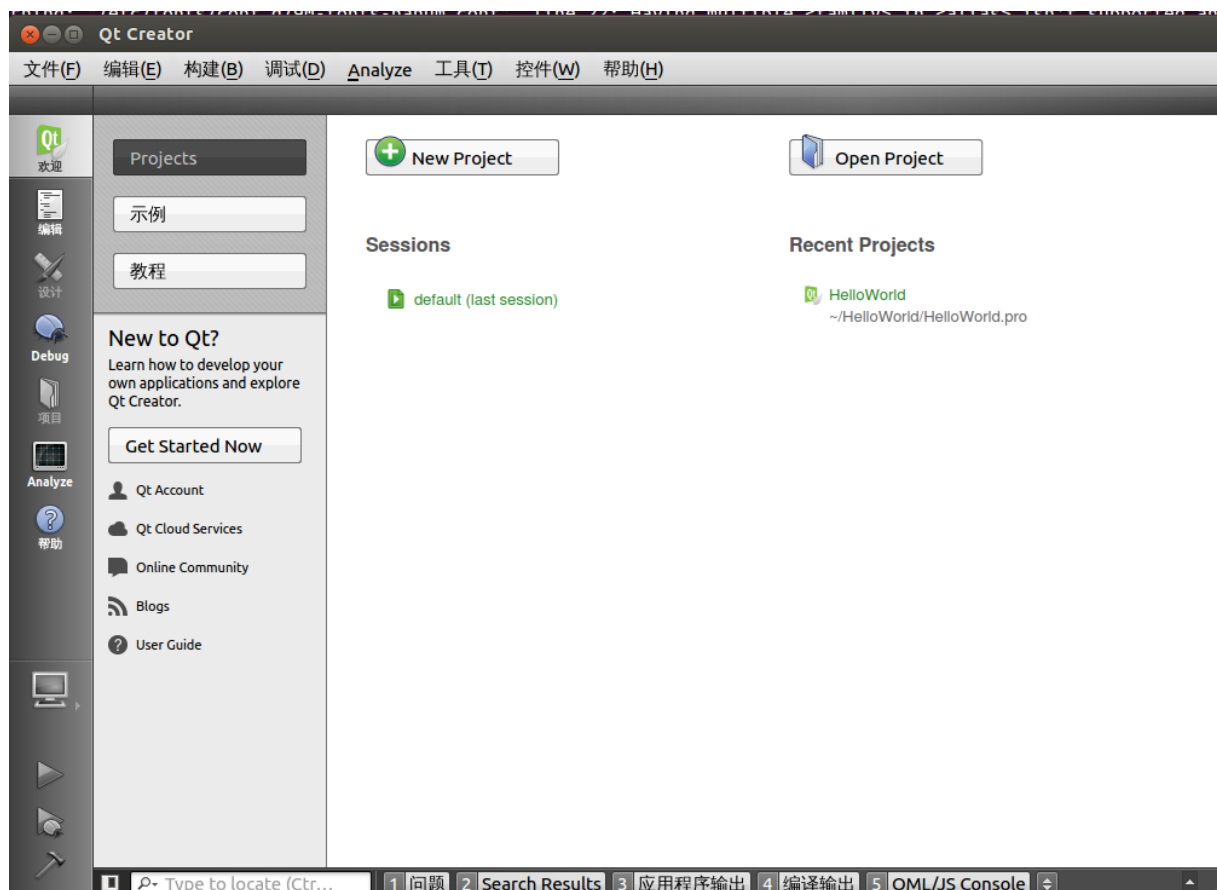 Qt Creator
文件(F) 编辑(E) 构建(B) 调试(D) Analyze 工具(T) 控件(W) 帮助(H)
Qt
欢迎
编辑
设计
Debug
项目
Analyze
帮助
Projects
示例
教程
New to Qt?
Learn how to develop your
own applications and explore
Qt Creator.
Get Started Now
Qt Account
Qt Cloud Services
Online Community
Blogs
User Guide
New Project
Open Project
Sessions
default (last session)
Recent Projects
HelloWorld
~/HelloWorld/HelloWorld.pro
Type to locate (Ctr... 1 问题 2 Search Results 3 应用程序输出 4 编译输出 5 QML/JS Console